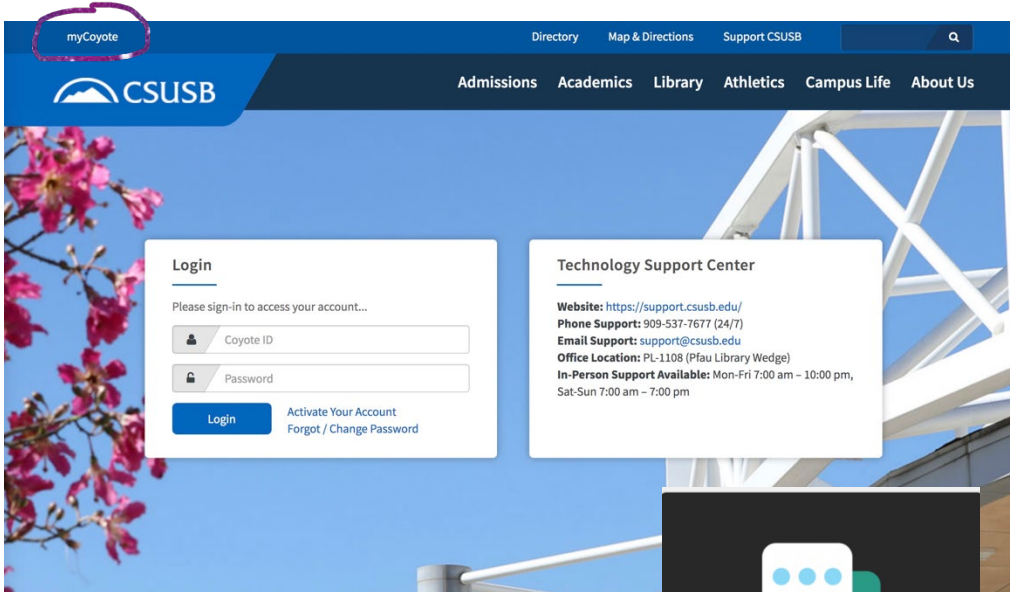 myCoyote
Directory Map & Directions Support CSUSB
CSUSB
Admissions Academics Library Athletics Campus Life About Us
Login
Please sign-in to access your account...
Coyote ID
Password
Login
Activate Your Account
Forgot / Change Password
Technology Support Center
Website: https://support.csusb.edu/
Phone Support: 909-537-7677 (24/7)
Email Support: support@csusb.edu
Office Location: PL-1108 (Pfau Library Wedge)
In-Person Support Available: Mon-Fri 7:00 am – 10:00 pm,
Sat-Sun 7:00 am – 7:00 pm